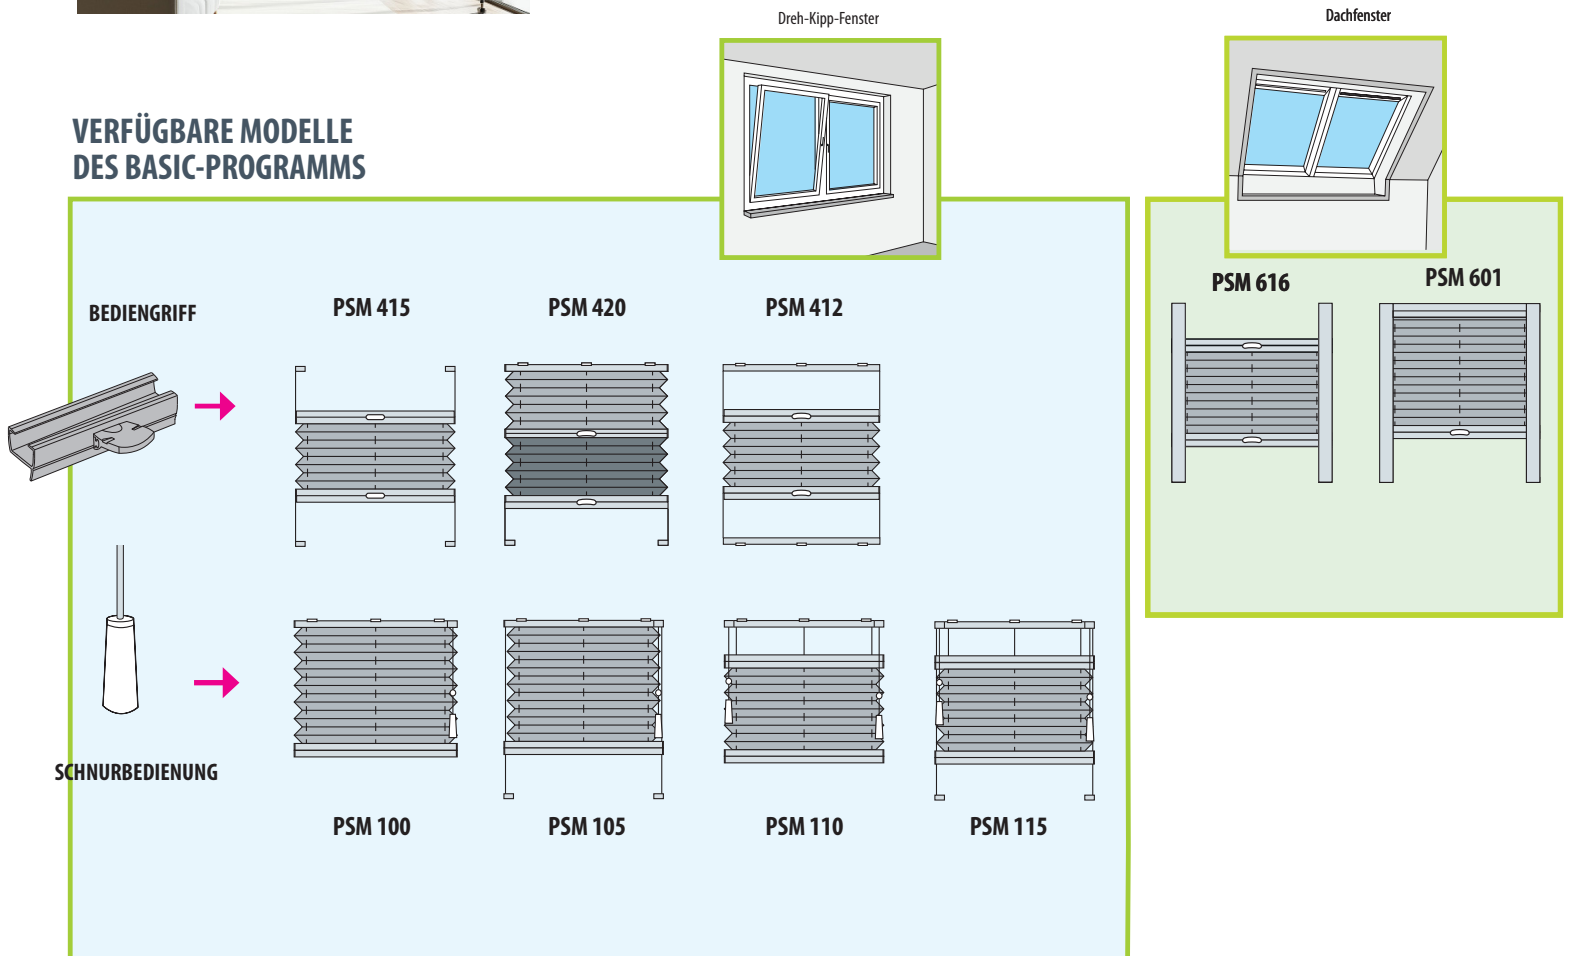 Dreh-Kipp-Fenster
Dachfenster
VERFÜGBARE MODELLE
DES BASIC-PROGRAMMS
BEDIENGRIFF
PSM 415
PSM 420
PSM 412
PSM 616
PSM 601
SCHNURBEDIENUNG
PSM 100
PSM 105
PSM 110
PSM 115